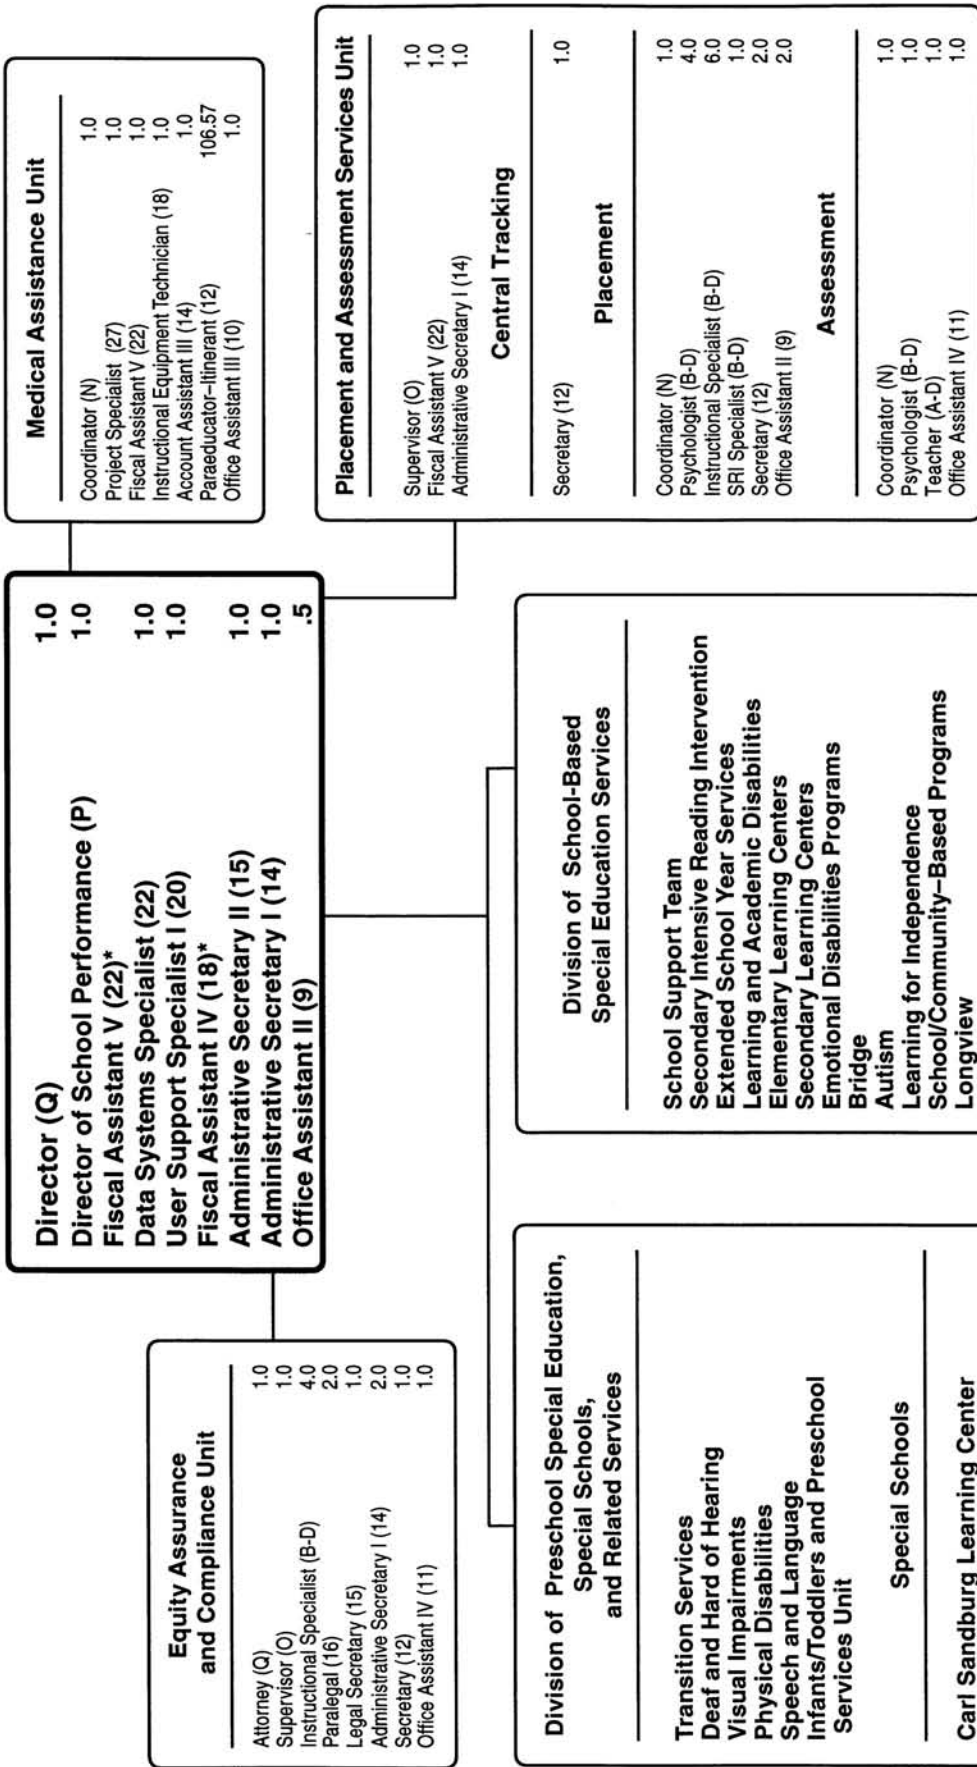 Director (Q) 1.0
Director of School Performance (P) 1.0
Fiscal Assistant V (22)*
Data Systems Specialist (22) 1.0
User Support Specialist I (20) 1.0
Fiscal Assistant IV (18)*
Administrative Secretary II (15) 1.0
Administrative Secretary I (14) 1.0
Office Assistant II (9) .5
Equity Assurance
and Compliance Unit
Attorney (Q) 1.0
Supervisor (O) 1.0
Instructional Specialist (B-D) 4.0
Paralegal (16) 2.0
Legal Secretary (15) 1.0
Administrative Secretary I (14) 2.0
Secretary (12) 1.0
Office Assistant IV (11) 1.0
Medical Assistance Unit
Coordinator (N) 1.0
Project Specialist (27) 1.0
Fiscal Assistant V (22) 1.0
Instructional Equipment Technician (18) 1.0
Account Assistant III (14) 1.0
Paraeducator–Itinerant (12) 106.57
Office Assistant III (10) 1.0
Placement and Assessment Services Unit
Supervisor (O) 1.0
Fiscal Assistant V (22) 1.0
Administrative Secretary I (14) 1.0
Central Tracking
Secretary (12) 1.0
Placement
Coordinator (N) 1.0
Psychologist (B-D) 4.0
Instructional Specialist (B-D) 6.0
SRI Specialist (B-D) 1.0
Secretary (12) 2.0
Office Assistant II (9) 2.0
Assessment
Coordinator (N) 1.0
Psychologist (B-D) 1.0
Teacher (A-D) 1.0
Office Assistant IV (11) 1.0
Division of Preschool Special Education,
Special Schools,
and Related Services
Transition Services
Deaf and Hard of Hearing
Visual Impairments
Physical Disabilities
Speech and Language
Infants/Toddlers and Preschool
Services Unit
Special Schools
Carl Sandburg Learning Center
Division of School-Based
Special Education Services
School Support Team
Secondary Intensive Reading Intervention
Extended School Year Services
Learning and Academic Disabilities
Elementary Learning Centers
Secondary Learning Centers
Emotional Disabilities Programs
Bridge
Autism
Learning for Independence
School/Community–Based Programs
Longview